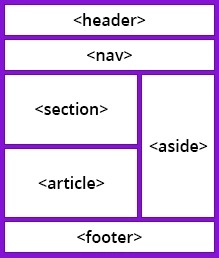 <header>
<nav>
<section>
<aside>
<article>
<footer>